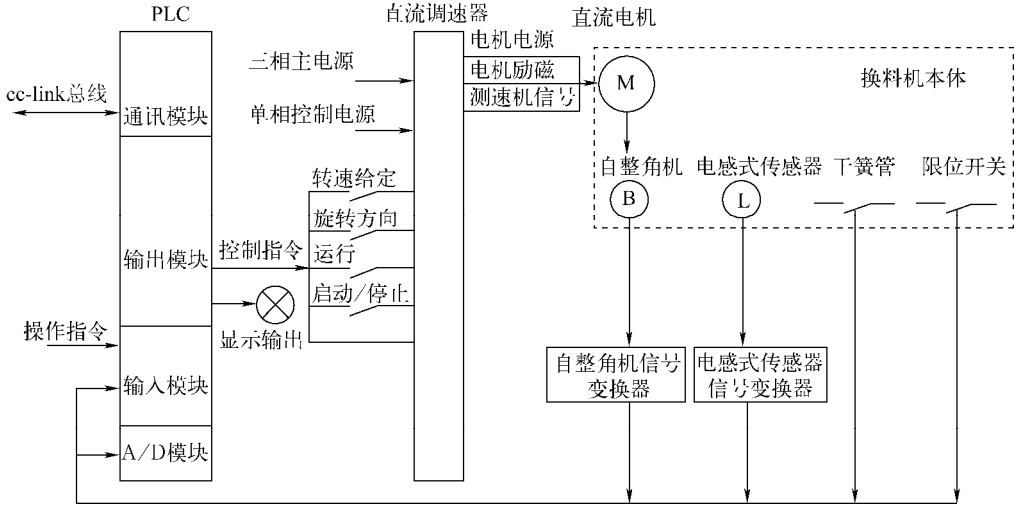 PLC
直流调速器
直流电机
电机电源
电机励磁
测速机信号
M
换料机本体
三相主电源
单相控制电源
cc-link总线
通讯模块
自整角机
电感式传感器
干簧管
限位开关
B
L
转速给定
旋转方向
运行
启动/停止
控制指令
输出模块
显示输出
操作指令
输入模块
A/D模块
自整角机信号
变换器
电感式传感器
信号变换器